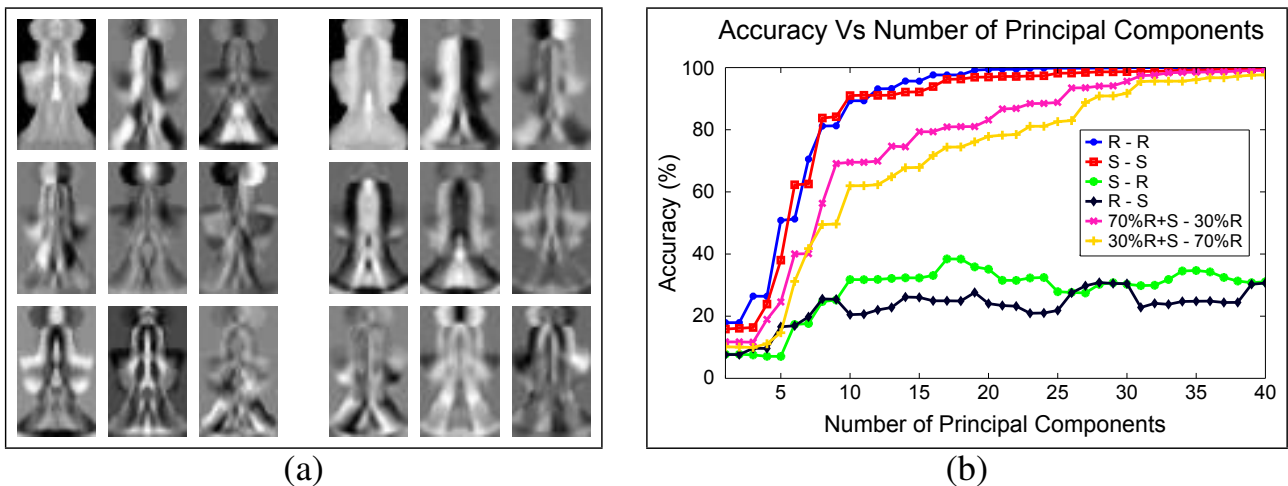 Accuracy Vs Number of Principal Components
100
80
60
40
20
0
Accuracy (%)
R - R
S - S
S - R
R - S
70%R+S - 30%R
30%R+S - 70%R
5 10 15 20 25 30 35 40
Number of Principal Components
(a)
(b)